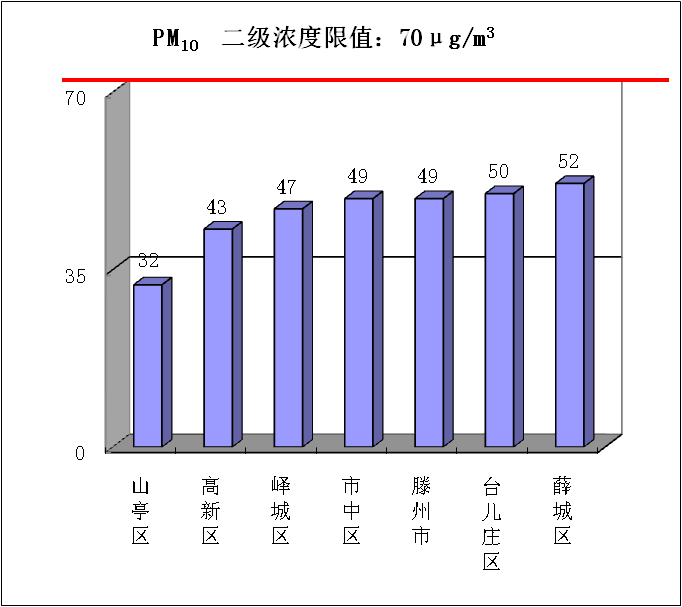 PM10 二级浓度限值：70μg/m3
70
35
0
32
43
47
49
49
50
52
山亭区
高新区
峄城区
市中区
滕州市
台儿庄区
薛城区